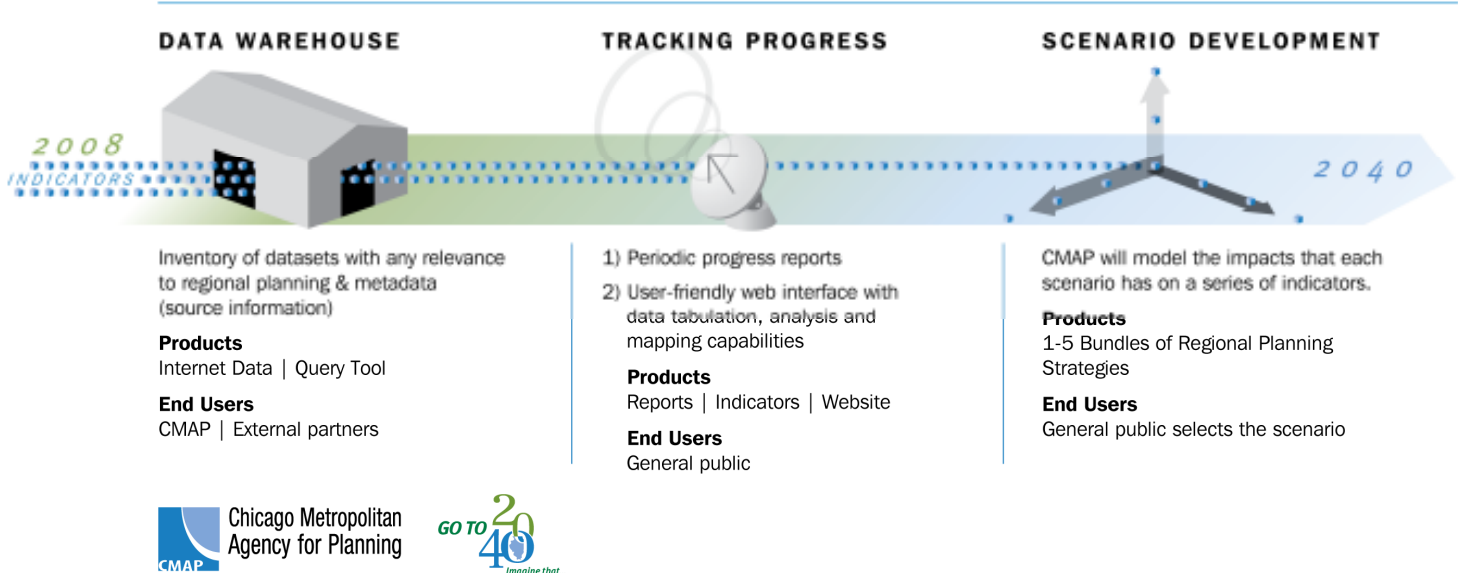 DATA WAREHOUSE
TRACKING PROGRESS
SCENARIO DEVELOPMENT
2008
INDICATORS
2040
Inventory of datasets with any relevance
to regional planning & metadata
(source information)
Products
Internet Data | Query Tool
End Users
CMAP | External partners
1) Periodic progress reports
2) User-friendly web interface with
data tabulation, analysis and
mapping capabilities
Products
Reports | Indicators | Website
End Users
General public
CMAP will model the impacts that each
scenario has on a series of indicators.
Products
1-5 Bundles of Regional Planning
Strategies
End Users
General public selects the scenario
CMAP
Chicago Metropolitan
Agency for Planning
GO TO 2040
Imagine that